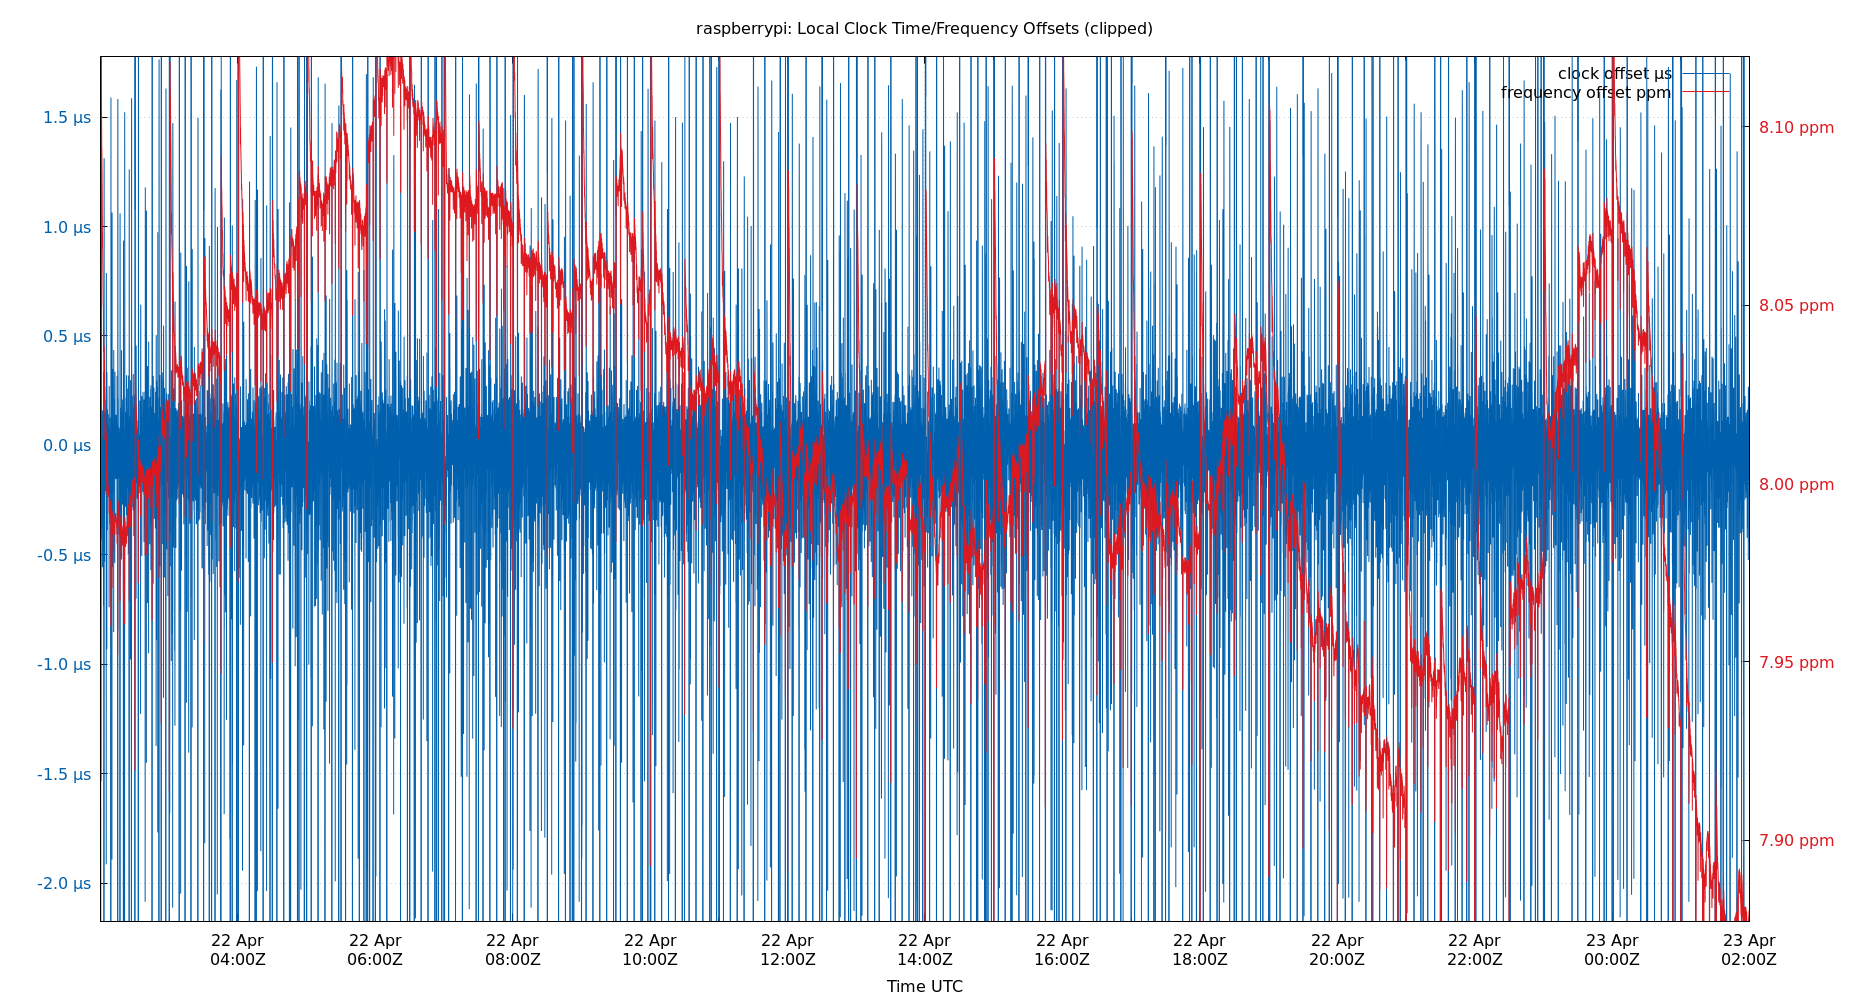 raspberrypi: Local Clock Time/Frequency Offsets (clipped)
clock offset µs
frequency offset ppm
1.5 µs
1.0 µs
0.5 µs
0.0 µs
-0.5 µs
-1.0 µs
-1.5 µs
-2.0 µs
8.10 ppm
8.05 ppm
8.00 ppm
7.95 ppm
7.90 ppm
22 Apr 22 Apr 22 Apr 22 Apr 22 Apr 22 Apr 22 Apr 22 Apr 22 Apr 22 Apr 23 Apr 23 Apr
04:00Z 06:00Z 08:00Z 10:00Z 12:00Z 14:00Z 16:00Z 18:00Z 20:00Z 22:00Z 00:00Z 02:00Z
Time UTC